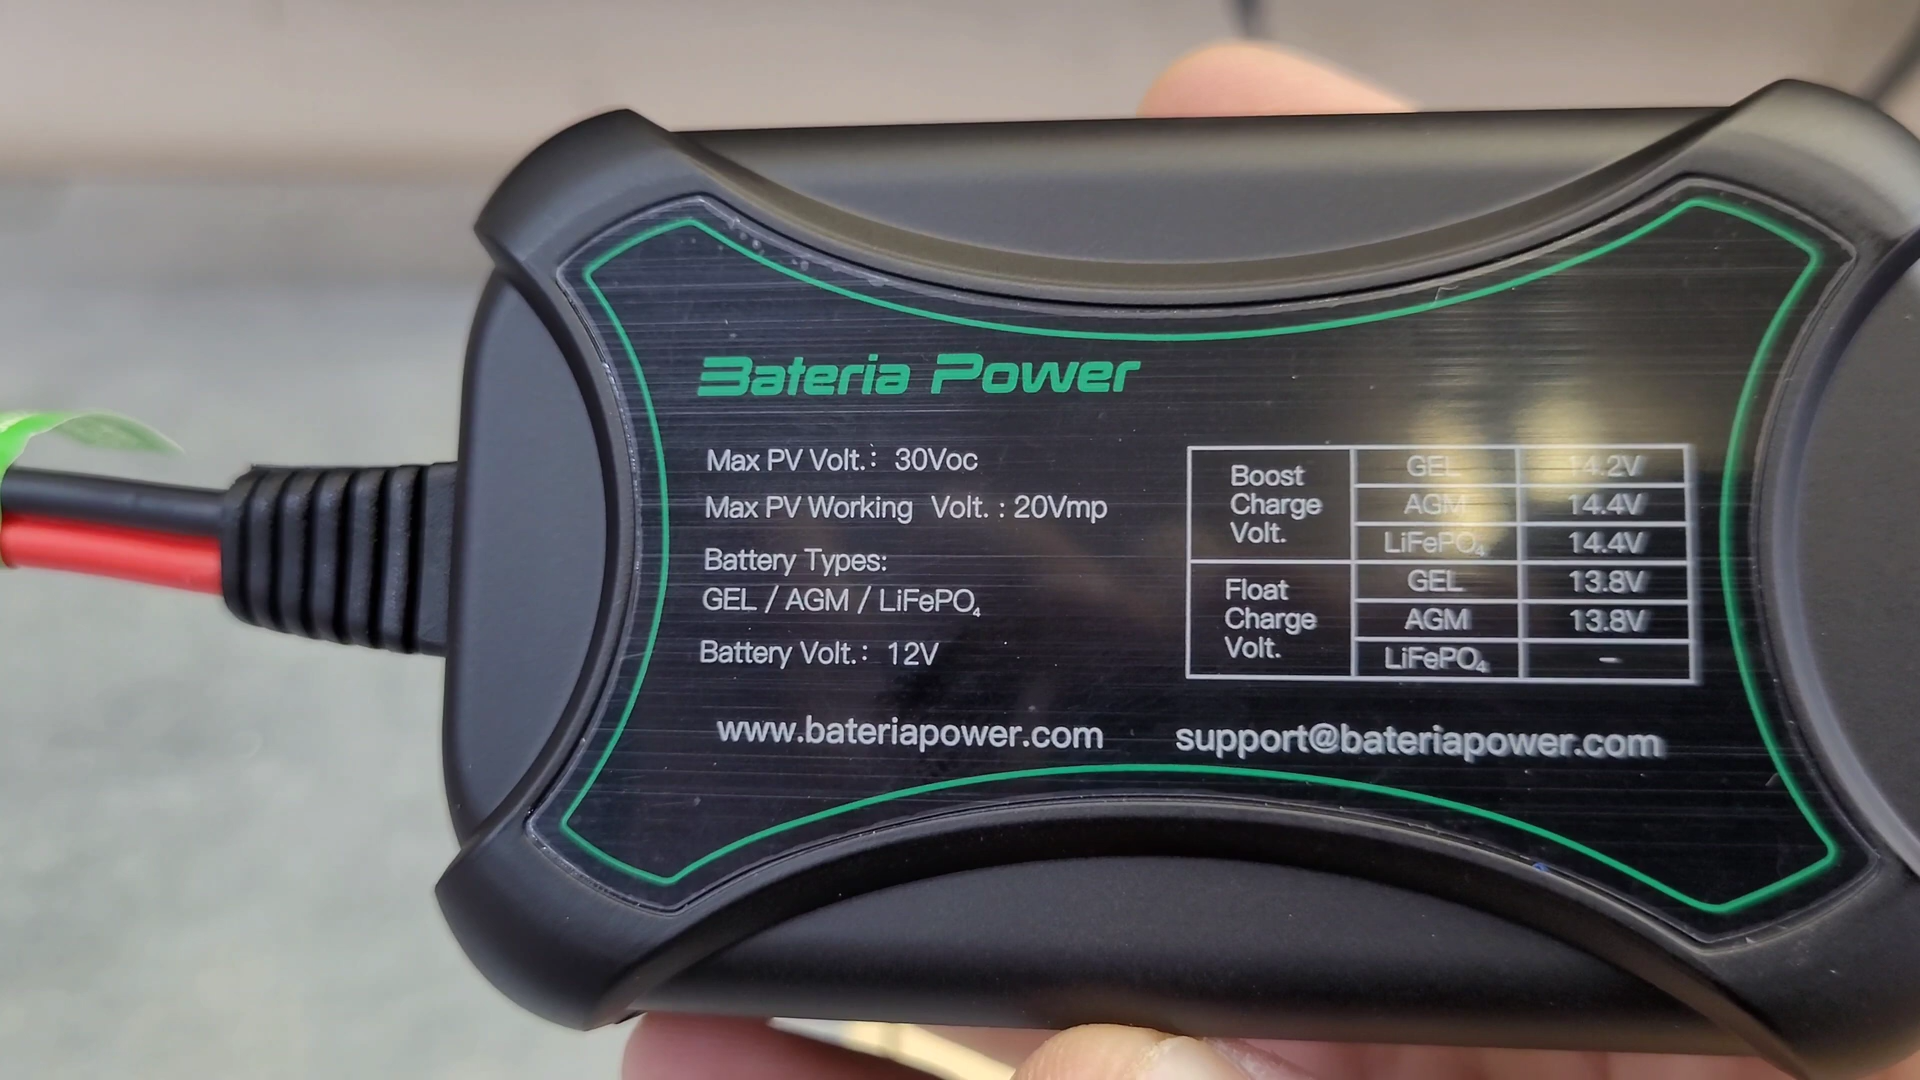 Bateria Power
Max PV Volt.: 30Voc
Max PV Working Volt. : 20Vmp
Battery Types:
GEL / AGM / LiFePO₄
Battery Volt.: 12V
Boost
Charge
Volt.
GEL 14.2V
AGM 14.4V
LiFePO₄ 14.4V
Float
Charge
Volt.
GEL 13.8V
AGM 13.8V
LiFePO₄ –
www.bateriapower.com
support@bateriapower.com